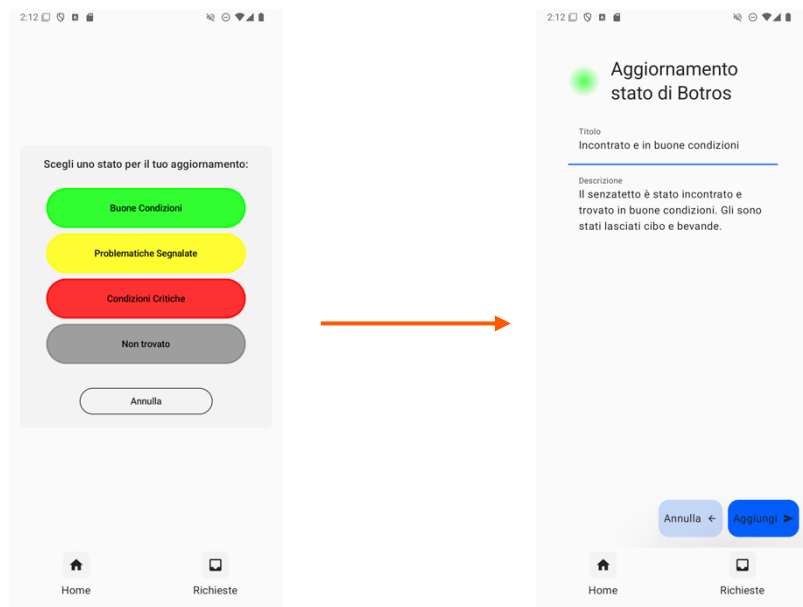 2:12
Scegli uno stato per il tuo aggiornamento:
Buone Condizioni
Problematiche Segnalate
Condizioni Critiche
Non trovato
Annulla
Home
Richieste
2:12
Aggiornamento
stato di Botros
Titolo
Incontrato e in buone condizioni
Descrizione
Il senzatetto è stato incontrato e
trovato in buone condizioni. Gli sono
stati lasciati cibo e bevande.
Annulla
Aggiungi
Home
Richieste